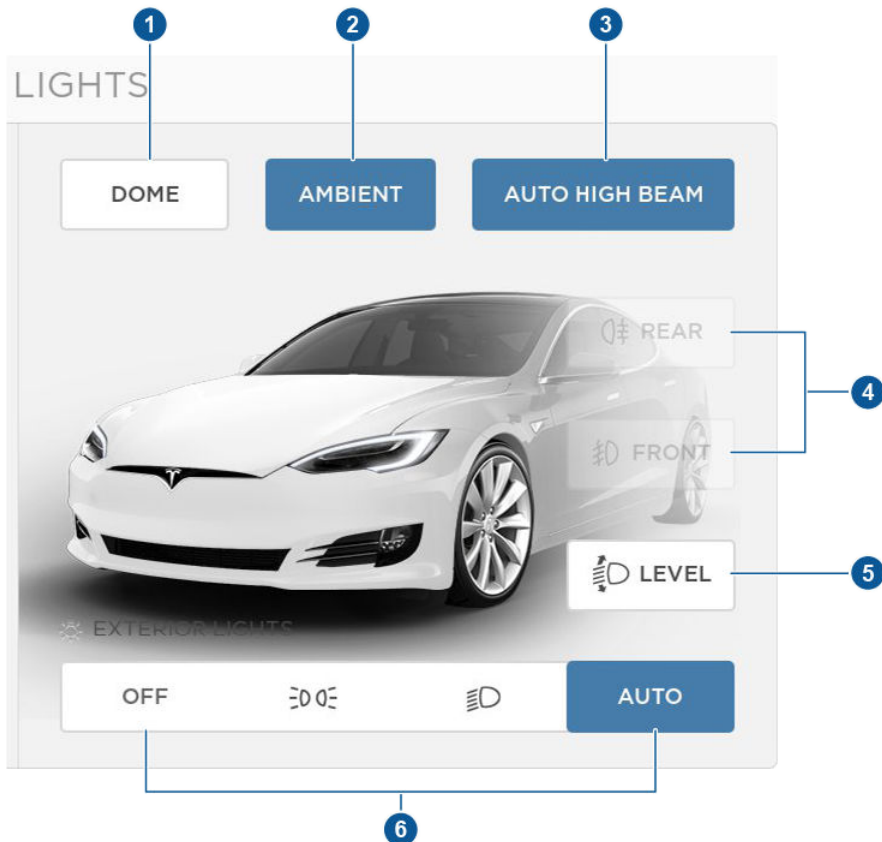 1 2 3
LIGHTS
DOME AMBIENT AUTO HIGH BEAM
REAR
4
FRONT
LEVEL 5
EXTERIOR LIGHTS
OFF AUTO
6